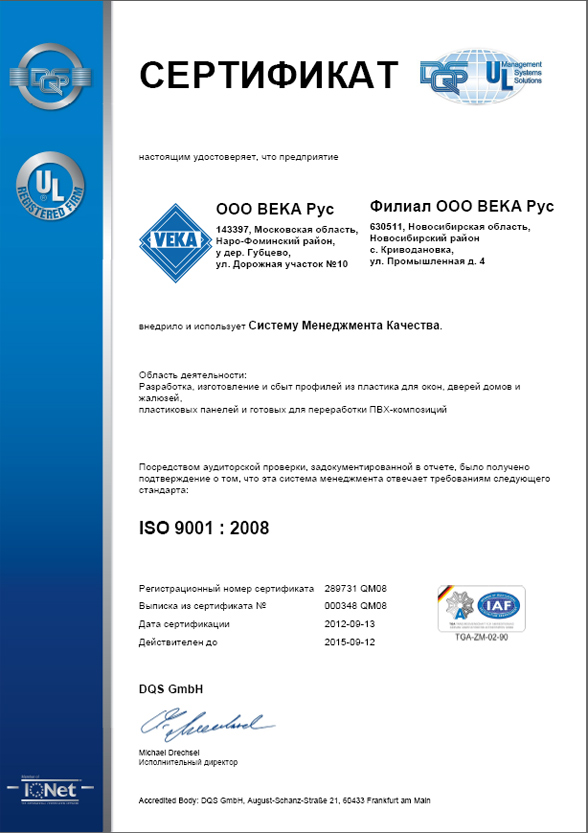 DQS
СЕРТИФИКАТ
DQS UL Management
Systems
Solutions
UL
®
REGISTERED FIRM
настоящим удостоверяет, что предприятие
VEKA
ООО ВЕКА Рус
143397, Московская область,
Наро-Фоминский район,
у дер. Губцево,
ул. Дорожная участок №10
Филиал ООО ВЕКА Рус
630511, Новосибирская область,
Новосибирский район
с. Криводановка,
ул. Промышленная д. 4
внедрило и использует Систему Менеджмента Качества.
Область деятельности:
Разработка, изготовление и сбыт профилей из пластика для окон, дверей домов и
жалюзей,
пластиковых панелей и готовых для переработки ПВХ-композиций
Посредством аудиторской проверки, задокументированной в отчете, было получено
подтверждение о том, что эта система менеджмента отвечает требованиям следующего
стандарта:
ISO 9001 : 2008
Регистрационный номер сертификата 289731 QM08
Выписка из сертификата № 000348 QM08
Дата сертификации 2012-09-13
Действителен до 2015-09-12
IAF
TGA-ZM-02-90
DQS GmbH
Michael Drechsel
Исполнительный директор
Member of
IQNet
Accredited Body: DQS GmbH, August-Schanz-Straße 21, 60433 Frankfurt am Main